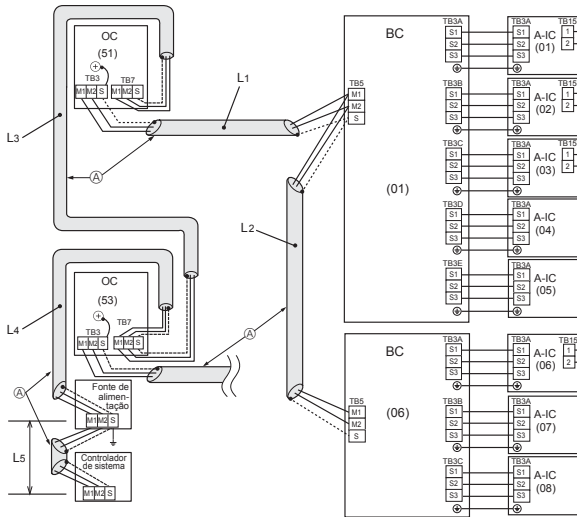 OC
(51)
TB3 TB7
M1 M2 S M1 M2 S
L1
L3
A
A
L2
OC
(53)
TB3 TB7
M1 M2 S M1 M2 S
L4
A
A
Fonte de
alimen-
tação
M1 M2 S
L5
Controlador
de sistema
M1 M2 S
BC
(01)
TB5
M1
M2
S
TB3A TB3A TB15
S1 S1 1
S2 S2 2
S3 S3
A-IC
(01)
TB3B TB3A TB15
S1 S1 1
S2 S2 2
S3 S3
A-IC
(02)
TB3C TB3A TB15
S1 S1 1
S2 S2 2
S3 S3
A-IC
(03)
TB3D TB3A
S1 S1
S2 S2
S3 S3
A-IC
(04)
TB3E TB3A
S1 S1
S2 S2
S3 S3
A-IC
(05)
BC
(06)
M1
M2
S
TB3A TB3A TB15
S1 S1 1
S2 S2 2
S3 S3
A-IC
(06)
TB3B TB3A
S1 S1
S2 S2
S3 S3
A-IC
(07)
TB3C TB3A
S1 S1
S2 S2
S3 S3
A-IC
(08)